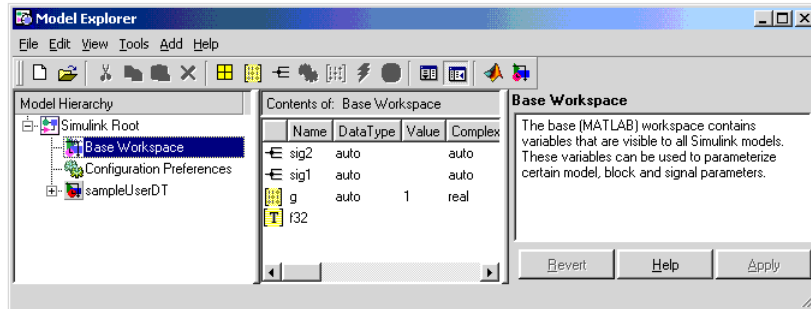 Model Explorer
File Edit View Tools Add Help
Model Hierarchy
Simulink Root
Base Workspace
Configuration Preferences
sampleUserDT
Contents of: Base Workspace
Name DataType Value Complex
sig2 auto auto
sig1 auto auto
g auto 1 real
T f32
Base Workspace
The base (MATLAB) workspace contains
variables that are visible to all Simulink models.
These variables can be used to parameterize
certain model, block and signal parameters.
Revert Help Apply